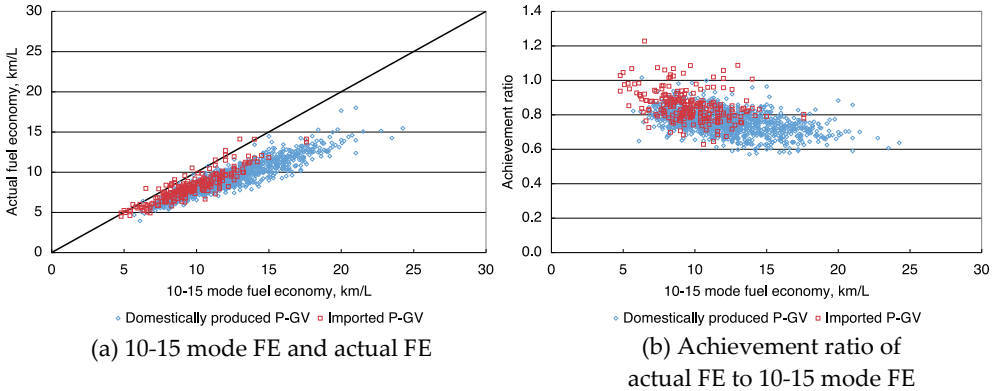 30
25
20
15
10
5
0
Actual fuel economy, km/L
0 5 10 15 20 25 30
10-15 mode fuel economy, km/L
Domestically produced P-GV Imported P-GV
(a) 10-15 mode FE and actual FE
1.4
1.2
1.0
0.8
0.6
0.4
0.2
0.0
Achievement ratio
0 5 10 15 20 25 30
10-15 mode fuel economy, km/L
Domestically produced P-GV Imported P-GV
(b) Achievement ratio of
actual FE to 10-15 mode FE